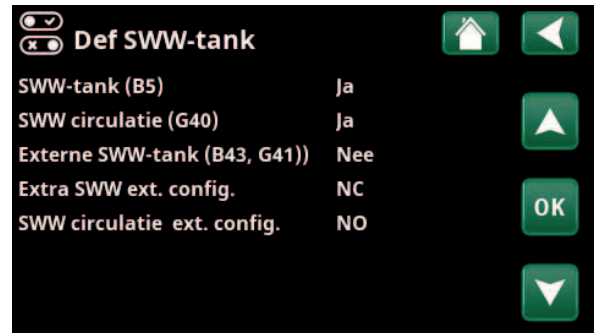 Def SWW-tank
SWW-tank (B5) Ja
SWW circulatie (G40) Ja
Externe SWW-tank (B43, G41)) Nee
Extra SWW ext. config. NC
SWW circulatie ext. config. NO
OK